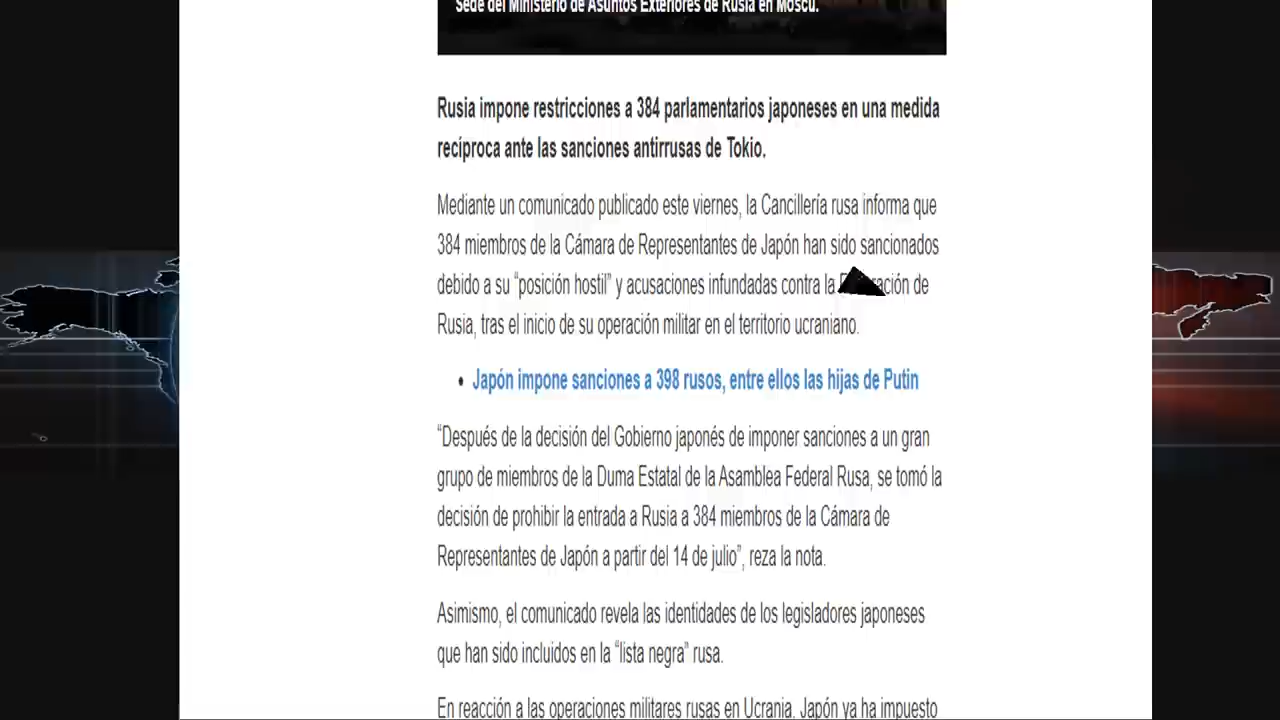 Sede del Ministerio de Asuntos Exteriores de Rusia en Moscú.
Rusia impone restricciones a 384 parlamentarios japoneses en una medida
recíproca ante las sanciones antirrusas de Tokio.
Mediante un comunicado publicado este viernes, la Cancillería rusa informa que
384 miembros de la Cámara de Representantes de Japón han sido sancionados
debido a su “posición hostil” y acusaciones infundadas contra la de
Rusia, tras el inicio de su operación militar en el territorio ucraniano.
• Japón impone sanciones a 398 rusos, entre ellos las hijas de Putin
“Después de la decisión del Gobierno japonés de imponer sanciones a un gran
grupo de miembros de la Duma Estatal de la Asamblea Federal Rusa, se tomó la
decisión de prohibir la entrada a Rusia a 384 miembros de la Cámara de
Representantes de Japón a partir del 14 de julio”, reza la nota.
Asimismo, el comunicado revela las identidades de los legisladores japoneses
que han sido incluidos en la “lista negra” rusa.
En reacción a las operaciones militares rusas en Ucrania, Japón ya ha impuesto